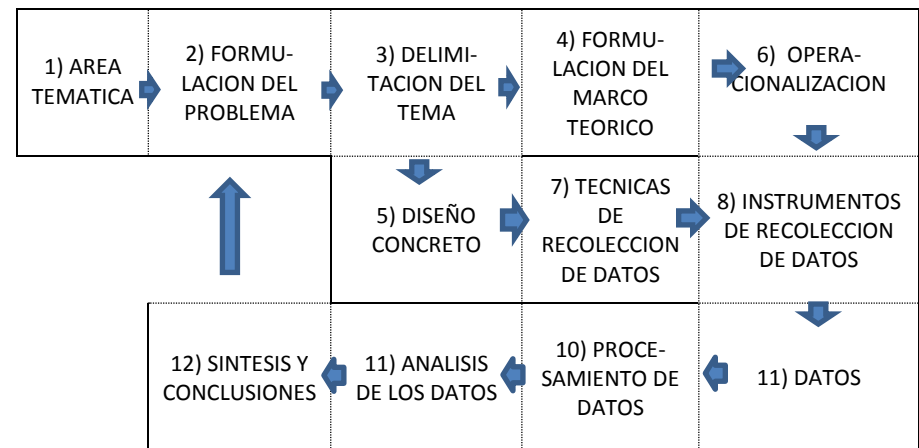 1) AREA
TEMATICA
2) FORMU-
LACION DEL
PROBLEMA
3) DELIMI-
TACION DEL
TEMA
4) FORMU-
LACION DEL
MARCO
TEORICO
6) OPERA-
CIONALIZACION
5) DISEÑO
CONCRETO
7) TECNICAS
DE
RECOLECCION
DE DATOS
8) INSTRUMENTOS
DE RECOLECCION
DE DATOS
12) SINTESIS Y
CONCLUSIONES
11) ANALISIS
DE LOS DATOS
10) PROCE-
SAMIENTO DE
DATOS
11) DATOS